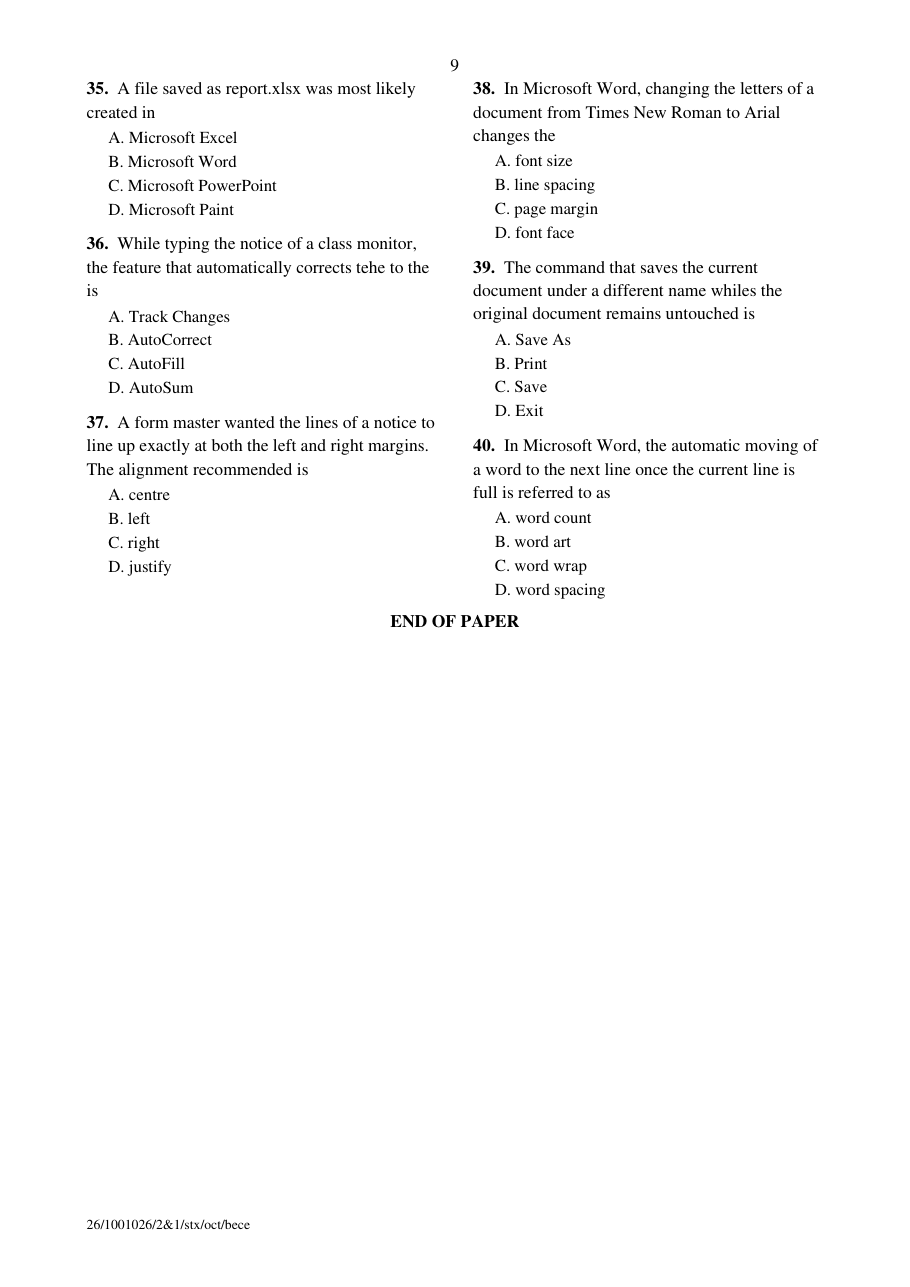 9
35. A file saved as report.xlsx was most likely
created in
A. Microsoft Excel
B. Microsoft Word
C. Microsoft PowerPoint
D. Microsoft Paint
36. While typing the notice of a class monitor,
the feature that automatically corrects tehe to the
is
A. Track Changes
B. AutoCorrect
C. AutoFill
D. AutoSum
37. A form master wanted the lines of a notice to
line up exactly at both the left and right margins.
The alignment recommended is
A. centre
B. left
C. right
D. justify
38. In Microsoft Word, changing the letters of a
document from Times New Roman to Arial
changes the
A. font size
B. line spacing
C. page margin
D. font face
39. The command that saves the current
document under a different name whiles the
original document remains untouched is
A. Save As
B. Print
C. Save
D. Exit
40. In Microsoft Word, the automatic moving of
a word to the next line once the current line is
full is referred to as
A. word count
B. word art
C. word wrap
D. word spacing
END OF PAPER
26/1001026/2&1/stx/oct/bece